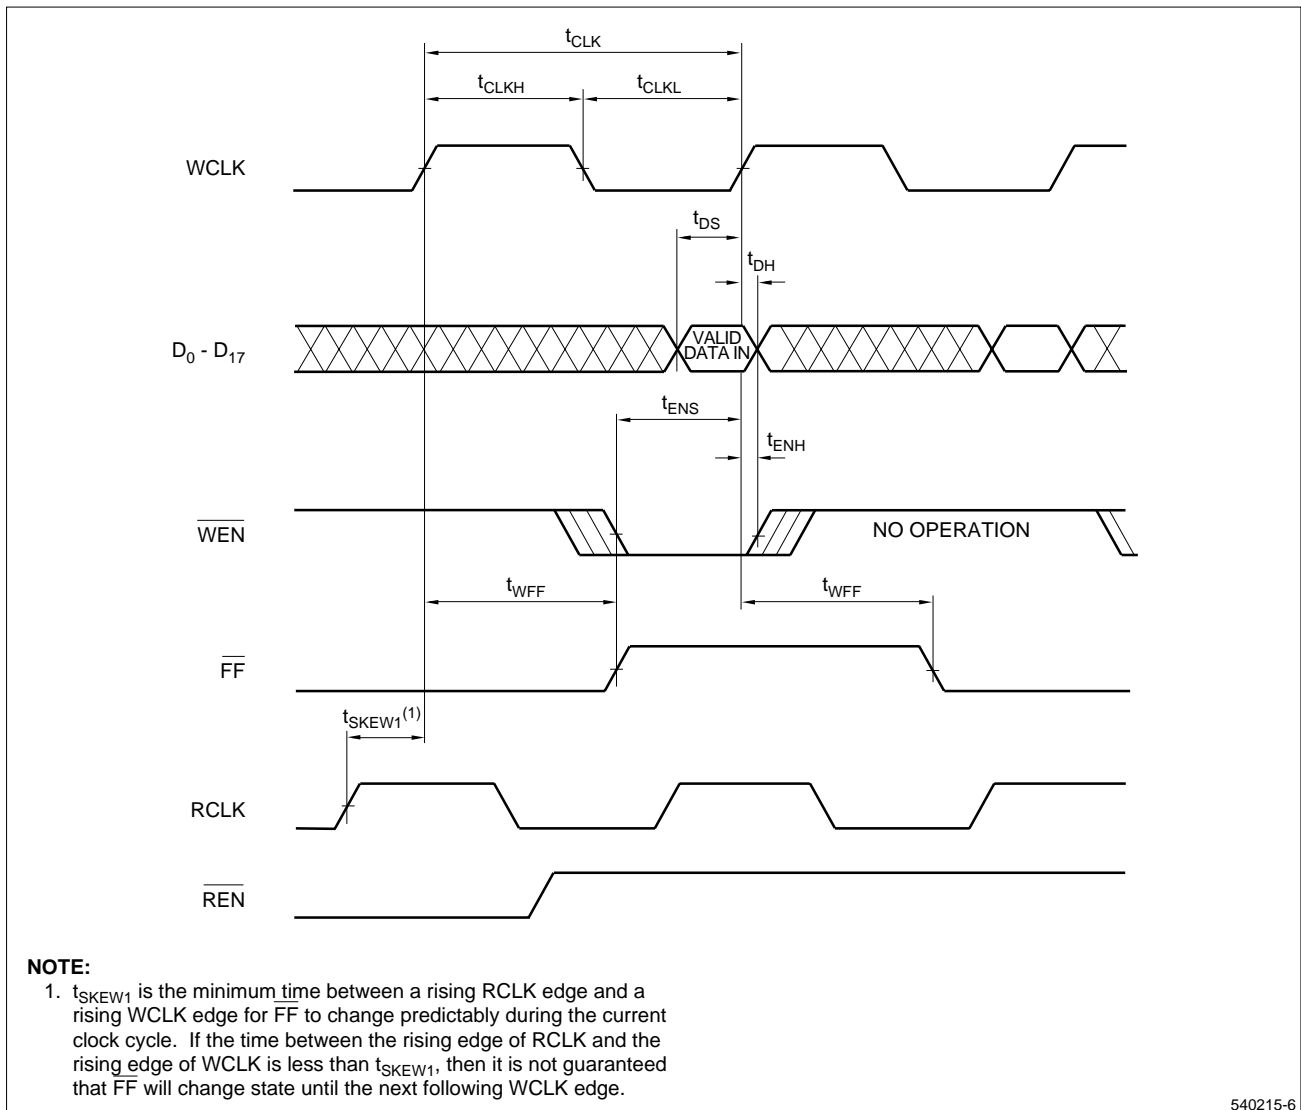 tCLK
tCLKH tCLKL
WCLK
tDS
tDH
D0 - D17
VALID
DATA IN
tENS
tENH
WEN
NO OPERATION
tWFF tWFF
FF
tSKEW1(1)
RCLK
REN
NOTE:
1. tSKEW1 is the minimum time between a rising RCLK edge and a
rising WCLK edge for FF to change predictably during the current
clock cycle. If the time between the rising edge of RCLK and the
rising edge of WCLK is less than tSKEW1, then it is not guaranteed
that FF will change state until the next following WCLK edge.
540215-6